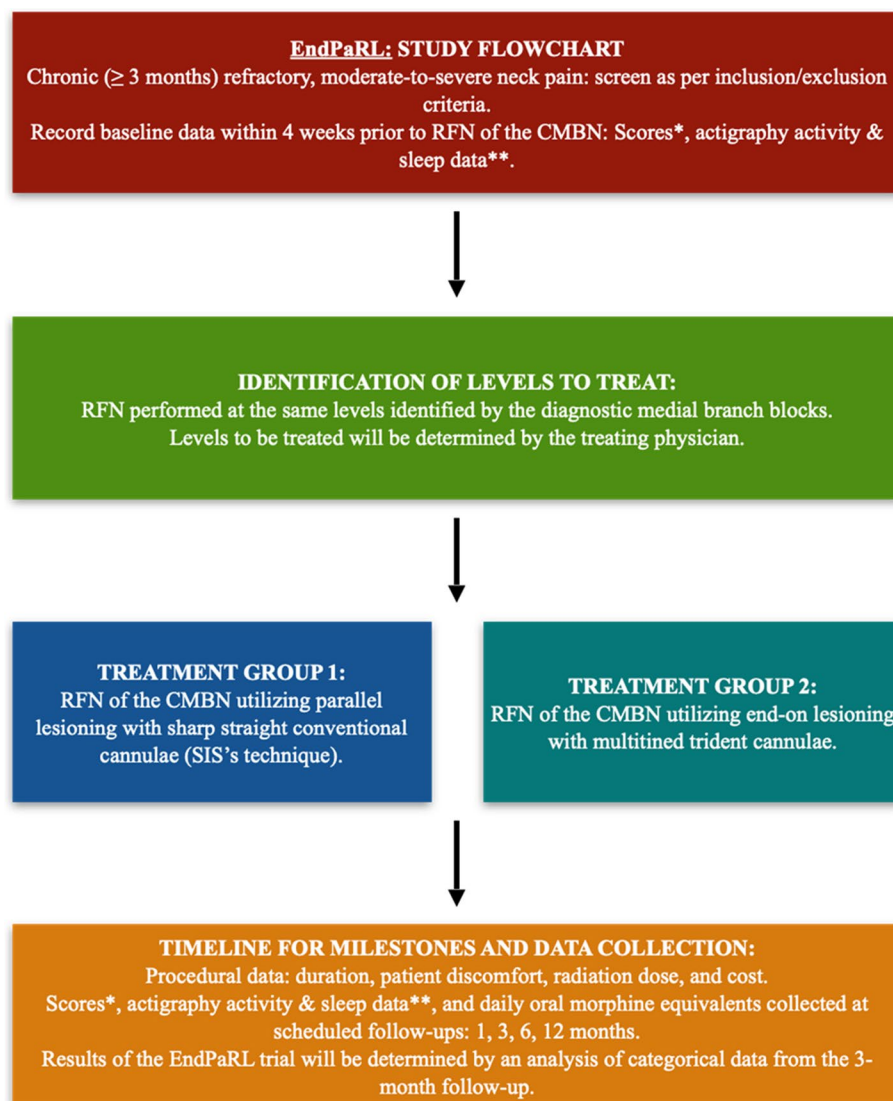 EndPaRL: STUDY FLOWCHART
Chronic (≥ 3 months) refractory, moderate-to-severe neck pain: screen as per inclusion/exclusion
criteria.
Record baseline data within 4 weeks prior to RFN of the CMBN: Scores*, actigraphy activity &
sleep data**.
IDENTIFICATION OF LEVELS TO TREAT:
RFN performed at the same levels identified by the diagnostic medial branch blocks.
Levels to be treated will be determined by the treating physician.
TREATMENT GROUP 1:
RFN of the CMBN utilizing parallel
lesioning with sharp straight conventional
cannulae (SIS’s technique).
TREATMENT GROUP 2:
RFN of the CMBN utilizing end-on lesioning
with multitined trident cannulae.
TIMELINE FOR MILESTONES AND DATA COLLECTION:
Procedural data: duration, patient discomfort, radiation dose, and cost.
Scores*, actigraphy activity & sleep data**, and daily oral morphine equivalents collected at
scheduled follow-ups: 1, 3, 6, 12 months.
Results of the EndPaRL trial will be determined by an analysis of categorical data from the 3-
month follow-up.